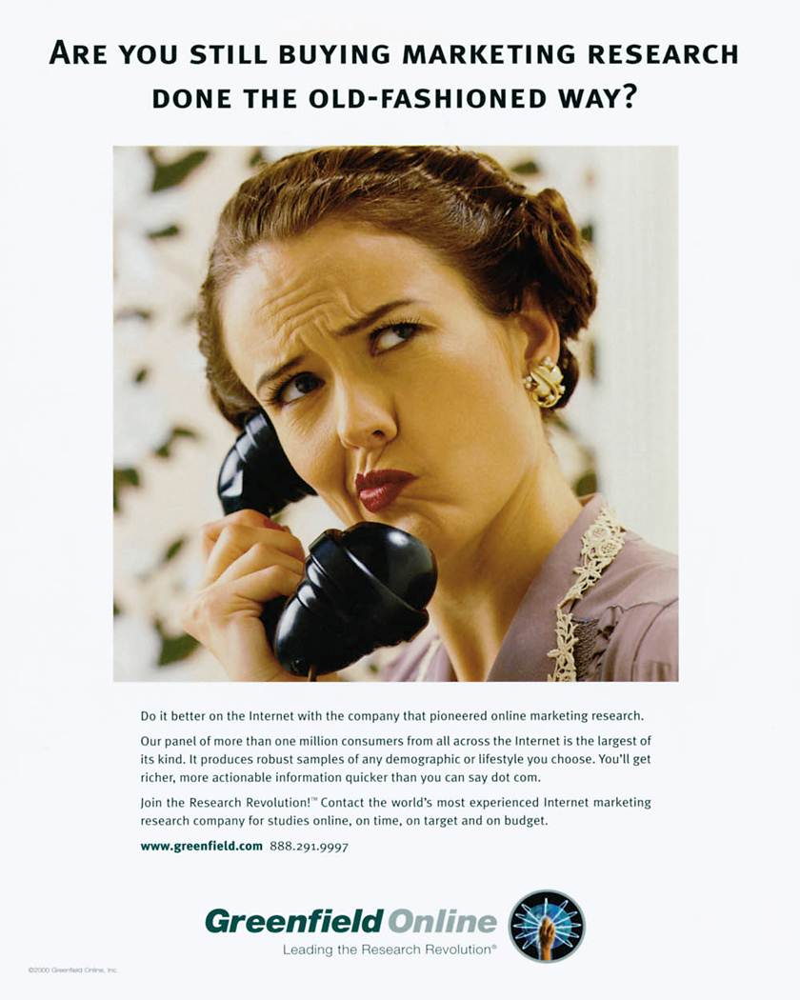 ARE YOU STILL BUYING MARKETING RESEARCH
DONE THE OLD-FASHIONED WAY?
Do it better on the Internet with the company that pioneered online marketing research.
Our panel of more than one million consumers from all across the Internet is the largest of
its kind. It produces robust samples of any demographic or lifestyle you choose. You'll get
richer, more actionable information quicker than you can say dot com.
Join the Research Revolution!™ Contact the world's most experienced Internet marketing
research company for studies online, on time, on target and on budget.
www.greenfield.com 888.291.9997
Greenfield Online
Leading the Research Revolution®
©2000 Greenfield Online, Inc.